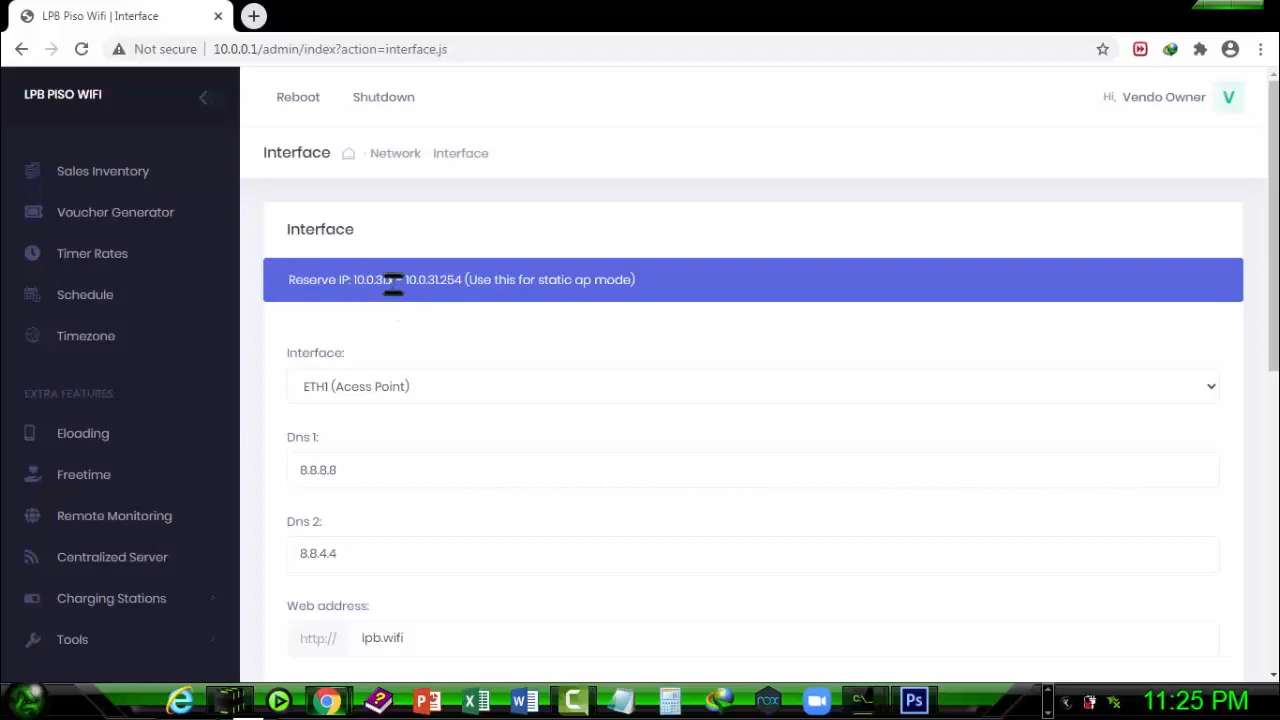 LPB Piso Wifi | Interface
Not secure
10.0.0.1/admin/index?action=interface.js
LPB PISO WIFI
Reboot
Shutdown
Hi, Vendo Owner
V
Interface
Network
Interface
Sales Inventory
Voucher Generator
Timer Rates
Schedule
Timezone
EXTRA FEATURES
Eloading
Freetime
Remote Monitoring
Centralized Server
Charging Stations
Tools
Interface
Reserve IP: - 10.0.31.254 (Use this for static ap mode)
Interface:
ETH1 (Acess Point)
Dns 1:
8.8.8.8
Dns 2:
8.8.4.4
Web address:
http://
lpb.wifi
11:25 PM